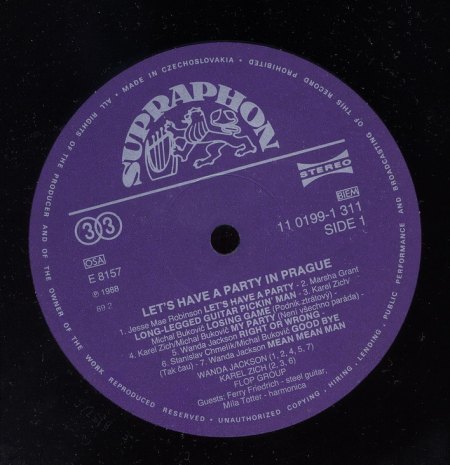 MADE IN CZECHOSLOVAKIA • ALL RIGHTS OF THE PRODUCER AND OF THE OWNER OF THE WORK REPRODUCED RESERVED • UNAUTHORIZED COPYING • HIRING • LENDING • PUBLIC PERFORMANCE AND BROADCASTING OF THIS RECORD PROHIBITED •
SUPRAPHON
STEREO
33
BIEM
OSA
11 0199-1 311
E 8157
SIDE 1
℗ 1988
89-2
LET'S HAVE A PARTY IN PRAGUE
1. Jesse Mae Robinson LET'S HAVE A PARTY - 2. Marsha Grant
LONG-LEGGED GUITAR PICKIN' MAN - 3. Karel Zich/
Michal Bukovič LOSING GAME (Podnik ztrátový) -
4. Karel Zich/Michal Bukovič MY PARTY (Není všechno paráda) -
5. Wanda Jackson RIGHT OR WRONG -
6. Stanislav Chmelík/Michal Bukovič GOOD BYE
(Tak čau) - 7. Wanda Jackson MEAN MEAN MAN
WANDA JACKSON (1, 2, 4, 5, 7)
KAREL ZICH (2, 3, 6)
FLOP GROUP
Guests: Ferry Friedrich - steel guitar,
Míla Totter - harmonica